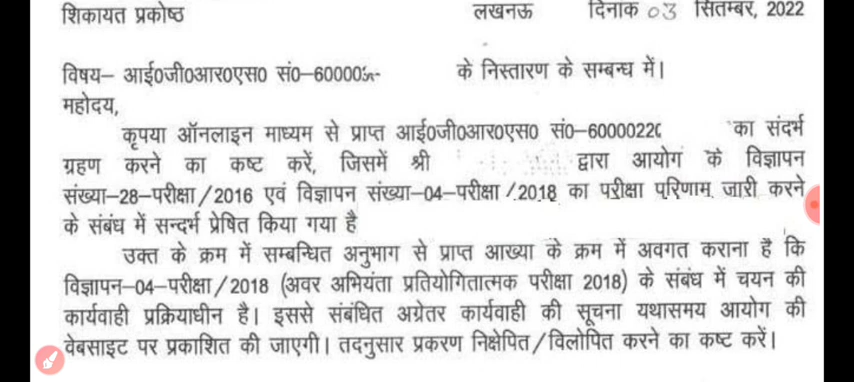 शिकायत प्रकोष्ठ लखनऊ दिनांक 03 सितम्बर, 2022
विषय– आई0जी0आर0एस0 सं0–60000 के निस्तारण के सम्बन्ध में।
महोदय,
कृपया ऑनलाइन माध्यम से प्राप्त आई0जी0आर0एस0 सं0–6000022 का संदर्भ
ग्रहण करने का कष्ट करें, जिसमें श्री द्वारा आयोग के विज्ञापन
संख्या–28–परीक्षा/2016 एवं विज्ञापन संख्या–04–परीक्षा/2018 का परीक्षा परिणाम जारी करने
के संबंध में सन्दर्भ प्रेषित किया गया है
उक्त के क्रम में सम्बन्धित अनुभाग से प्राप्त आख्या के क्रम में अवगत कराना है कि
विज्ञापन–04–परीक्षा/2018 (अवर अभियंता प्रतियोगितात्मक परीक्षा 2018) के संबंध में चयन की
कार्यवाही प्रक्रियाधीन है। इससे संबंधित अग्रेतर कार्यवाही की सूचना यथासमय आयोग की
वेबसाइट पर प्रकाशित की जाएगी। तदनुसार प्रकरण निक्षेपित/विलोपित करने का कष्ट करें।